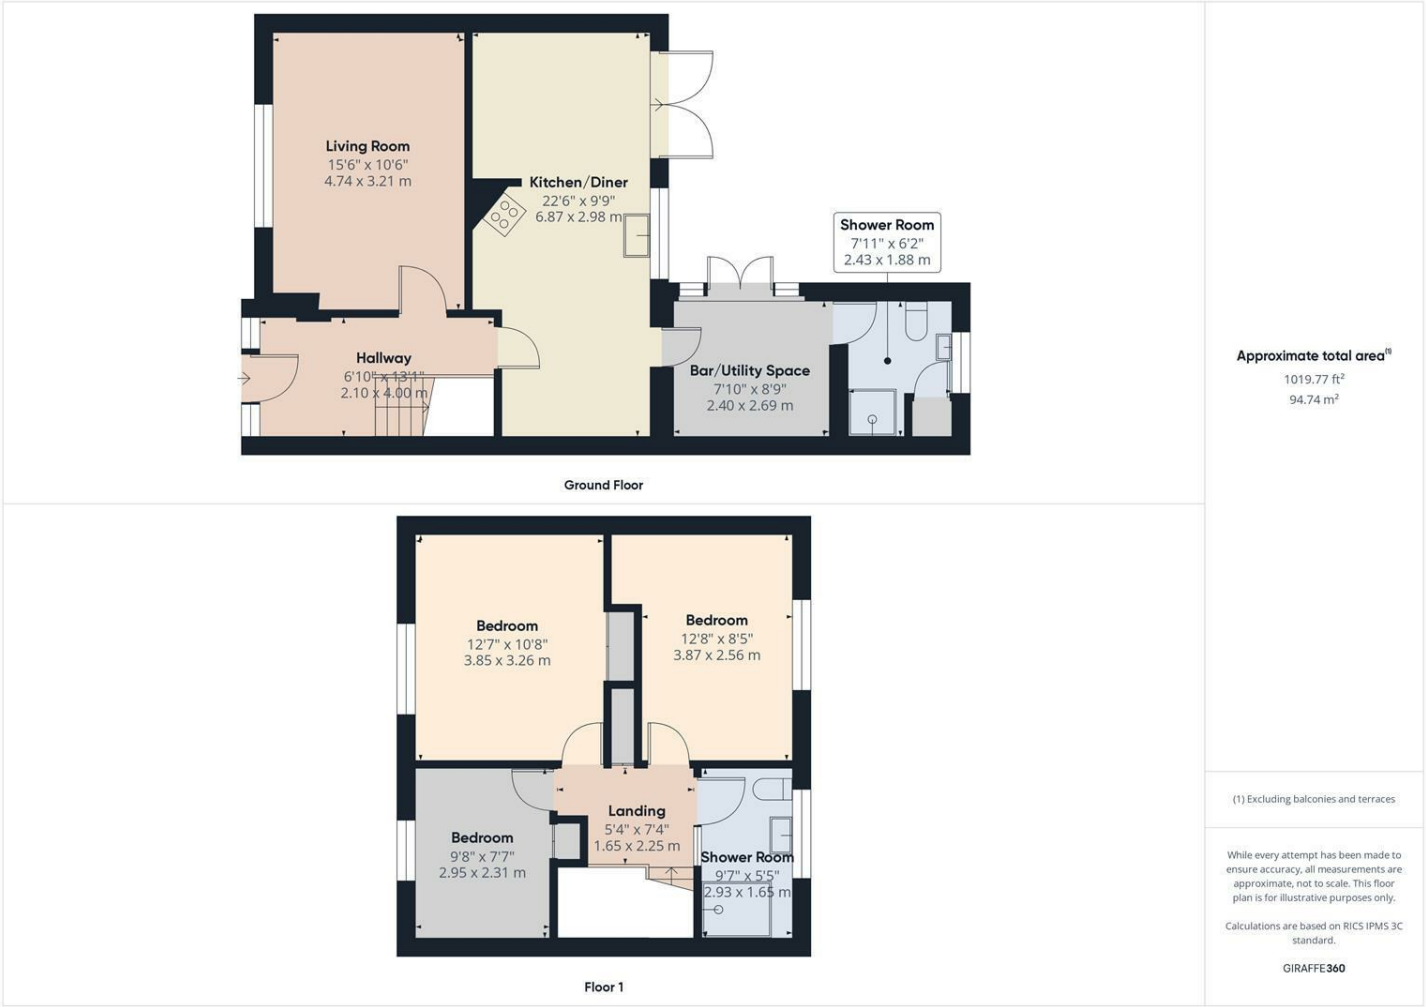 Living Room
15'6" x 10'6"
4.74 x 3.21 m
Kitchen/Diner
22'6" x 9'9"
6.87 x 2.98 m
Shower Room
7'11" x 6'2"
2.43 x 1.88 m
Hallway
6'10" x 13'1"
2.10 x 4.00 m
Bar/Utility Space
7'10" x 8'9"
2.40 x 2.69 m
Ground Floor
Bedroom
12'7" x 10'8"
3.85 x 3.26 m
Bedroom
12'8" x 8'5"
3.87 x 2.56 m
Landing
5'4" x 7'4"
1.65 x 2.25 m
Bedroom
9'8" x 7'7"
2.95 x 2.31 m
Shower Room
9'7" x 5'5"
2.93 x 1.65 m
Floor 1
Approximate total area(1)
1019.77 ft²
94.74 m²
(1) Excluding balconies and terraces
While every attempt has been made to
ensure accuracy, all measurements are
approximate, not to scale. This floor
plan is for illustrative purposes only.
Calculations are based on RICS IPMS 3C
standard.
GIRAFFE360